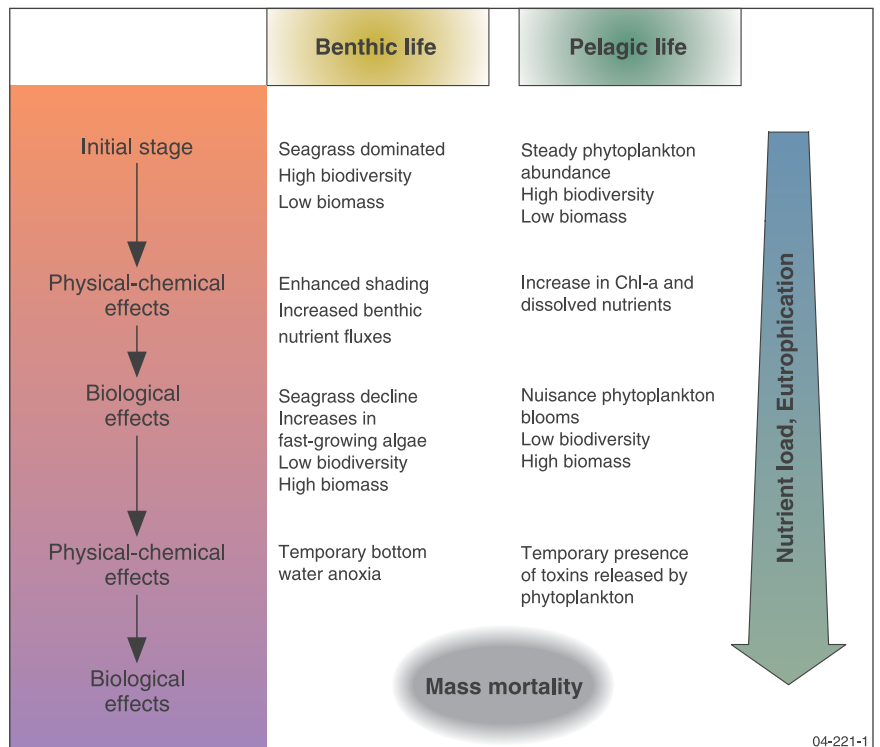 Benthic life
Pelagic life
Initial stage
Seagrass dominated
High biodiversity
Low biomass
Steady phytoplankton
abundance
High biodiversity
Low biomass
Physical-chemical
effects
Enhanced shading
Increased benthic
nutrient fluxes
Increase in Chl-a and
dissolved nutrients
Biological
effects
Seagrass decline
Increases in
fast-growing algae
Low biodiversity
High biomass
Nuisance phytoplankton
blooms
Low biodiversity
High biomass
Physical-chemical
effects
Temporary bottom
water anoxia
Temporary presence
of toxins released by
phytoplankton
Biological
effects
Mass mortality
Nutrient load, Eutrophication
04-221-1